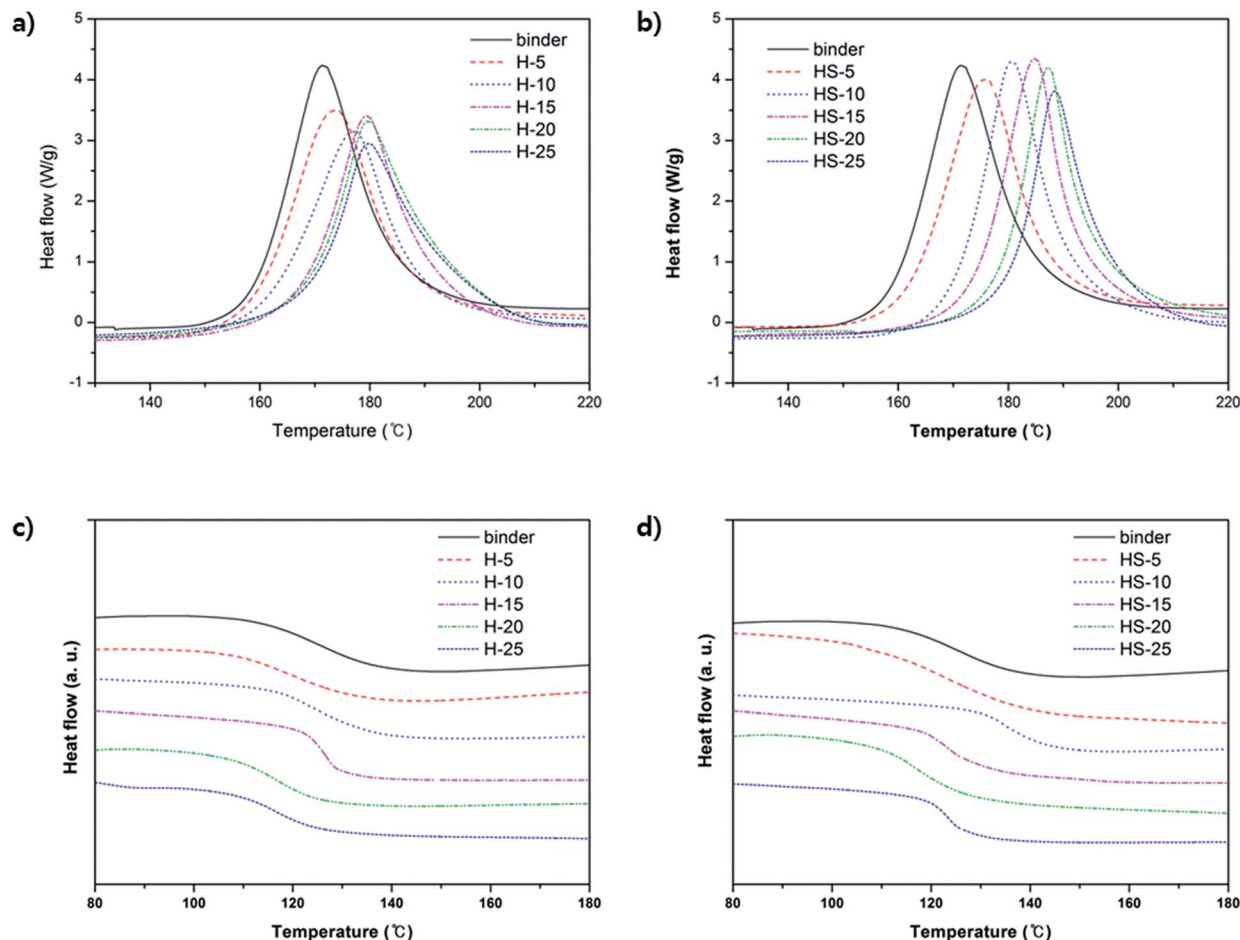 a)
5
4
3
2
1
0
-1
Heat flow (W/g)
140 160 180 200 220
Temperature (℃)
binder
H-5
H-10
H-15
H-20
H-25
b)
5
4
3
2
1
0
-1
Heat flow (W/g)
140 160 180 200 220
Temperature (℃)
binder
HS-5
HS-10
HS-15
HS-20
HS-25
c)
Heat flow (a. u.)
80 100 120 140 160 180
Temperature (℃)
binder
H-5
H-10
H-15
H-20
H-25
d)
Heat flow (a. u.)
80 100 120 140 160 180
Temperature (℃)
binder
HS-5
HS-10
HS-15
HS-20
HS-25